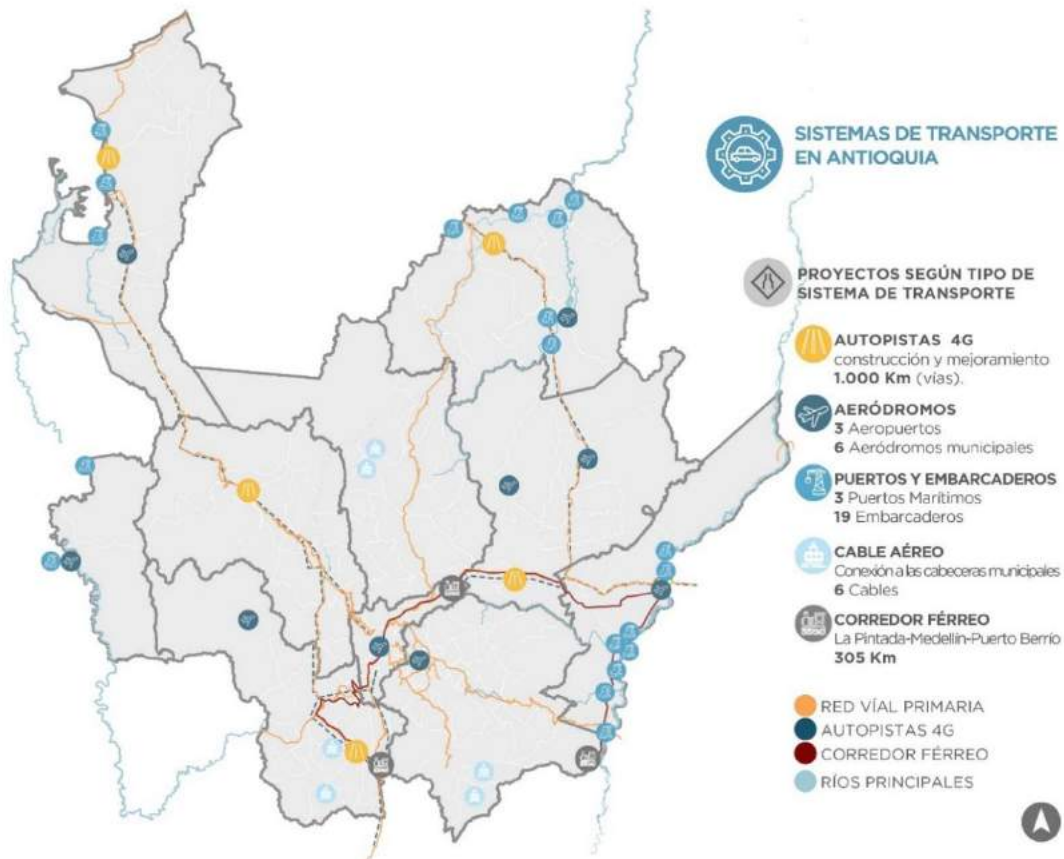 SISTEMAS DE TRANSPORTE
EN ANTIOQUIA
PROYECTOS SEGÚN TIPO DE
SISTEMA DE TRANSPORTE
AUTOPISTAS 4G
construcción y mejoramiento
1.000 Km (vías).
AERÓDROMOS
3 Aeropuertos
6 Aeródromos municipales
PUERTOS Y EMBARCADEROS
3 Puertos Marítimos
19 Embarcaderos
CABLE AÉREO
Conexión a las cabeceras municipales
6 Cables
CORREDOR FÉRREO
La Pintada-Medellín-Puerto Berrío
305 Km
RED VÍAL PRIMARIA
AUTOPISTAS 4G
CORREDOR FÉRREO
RÍOS PRINCIPALES